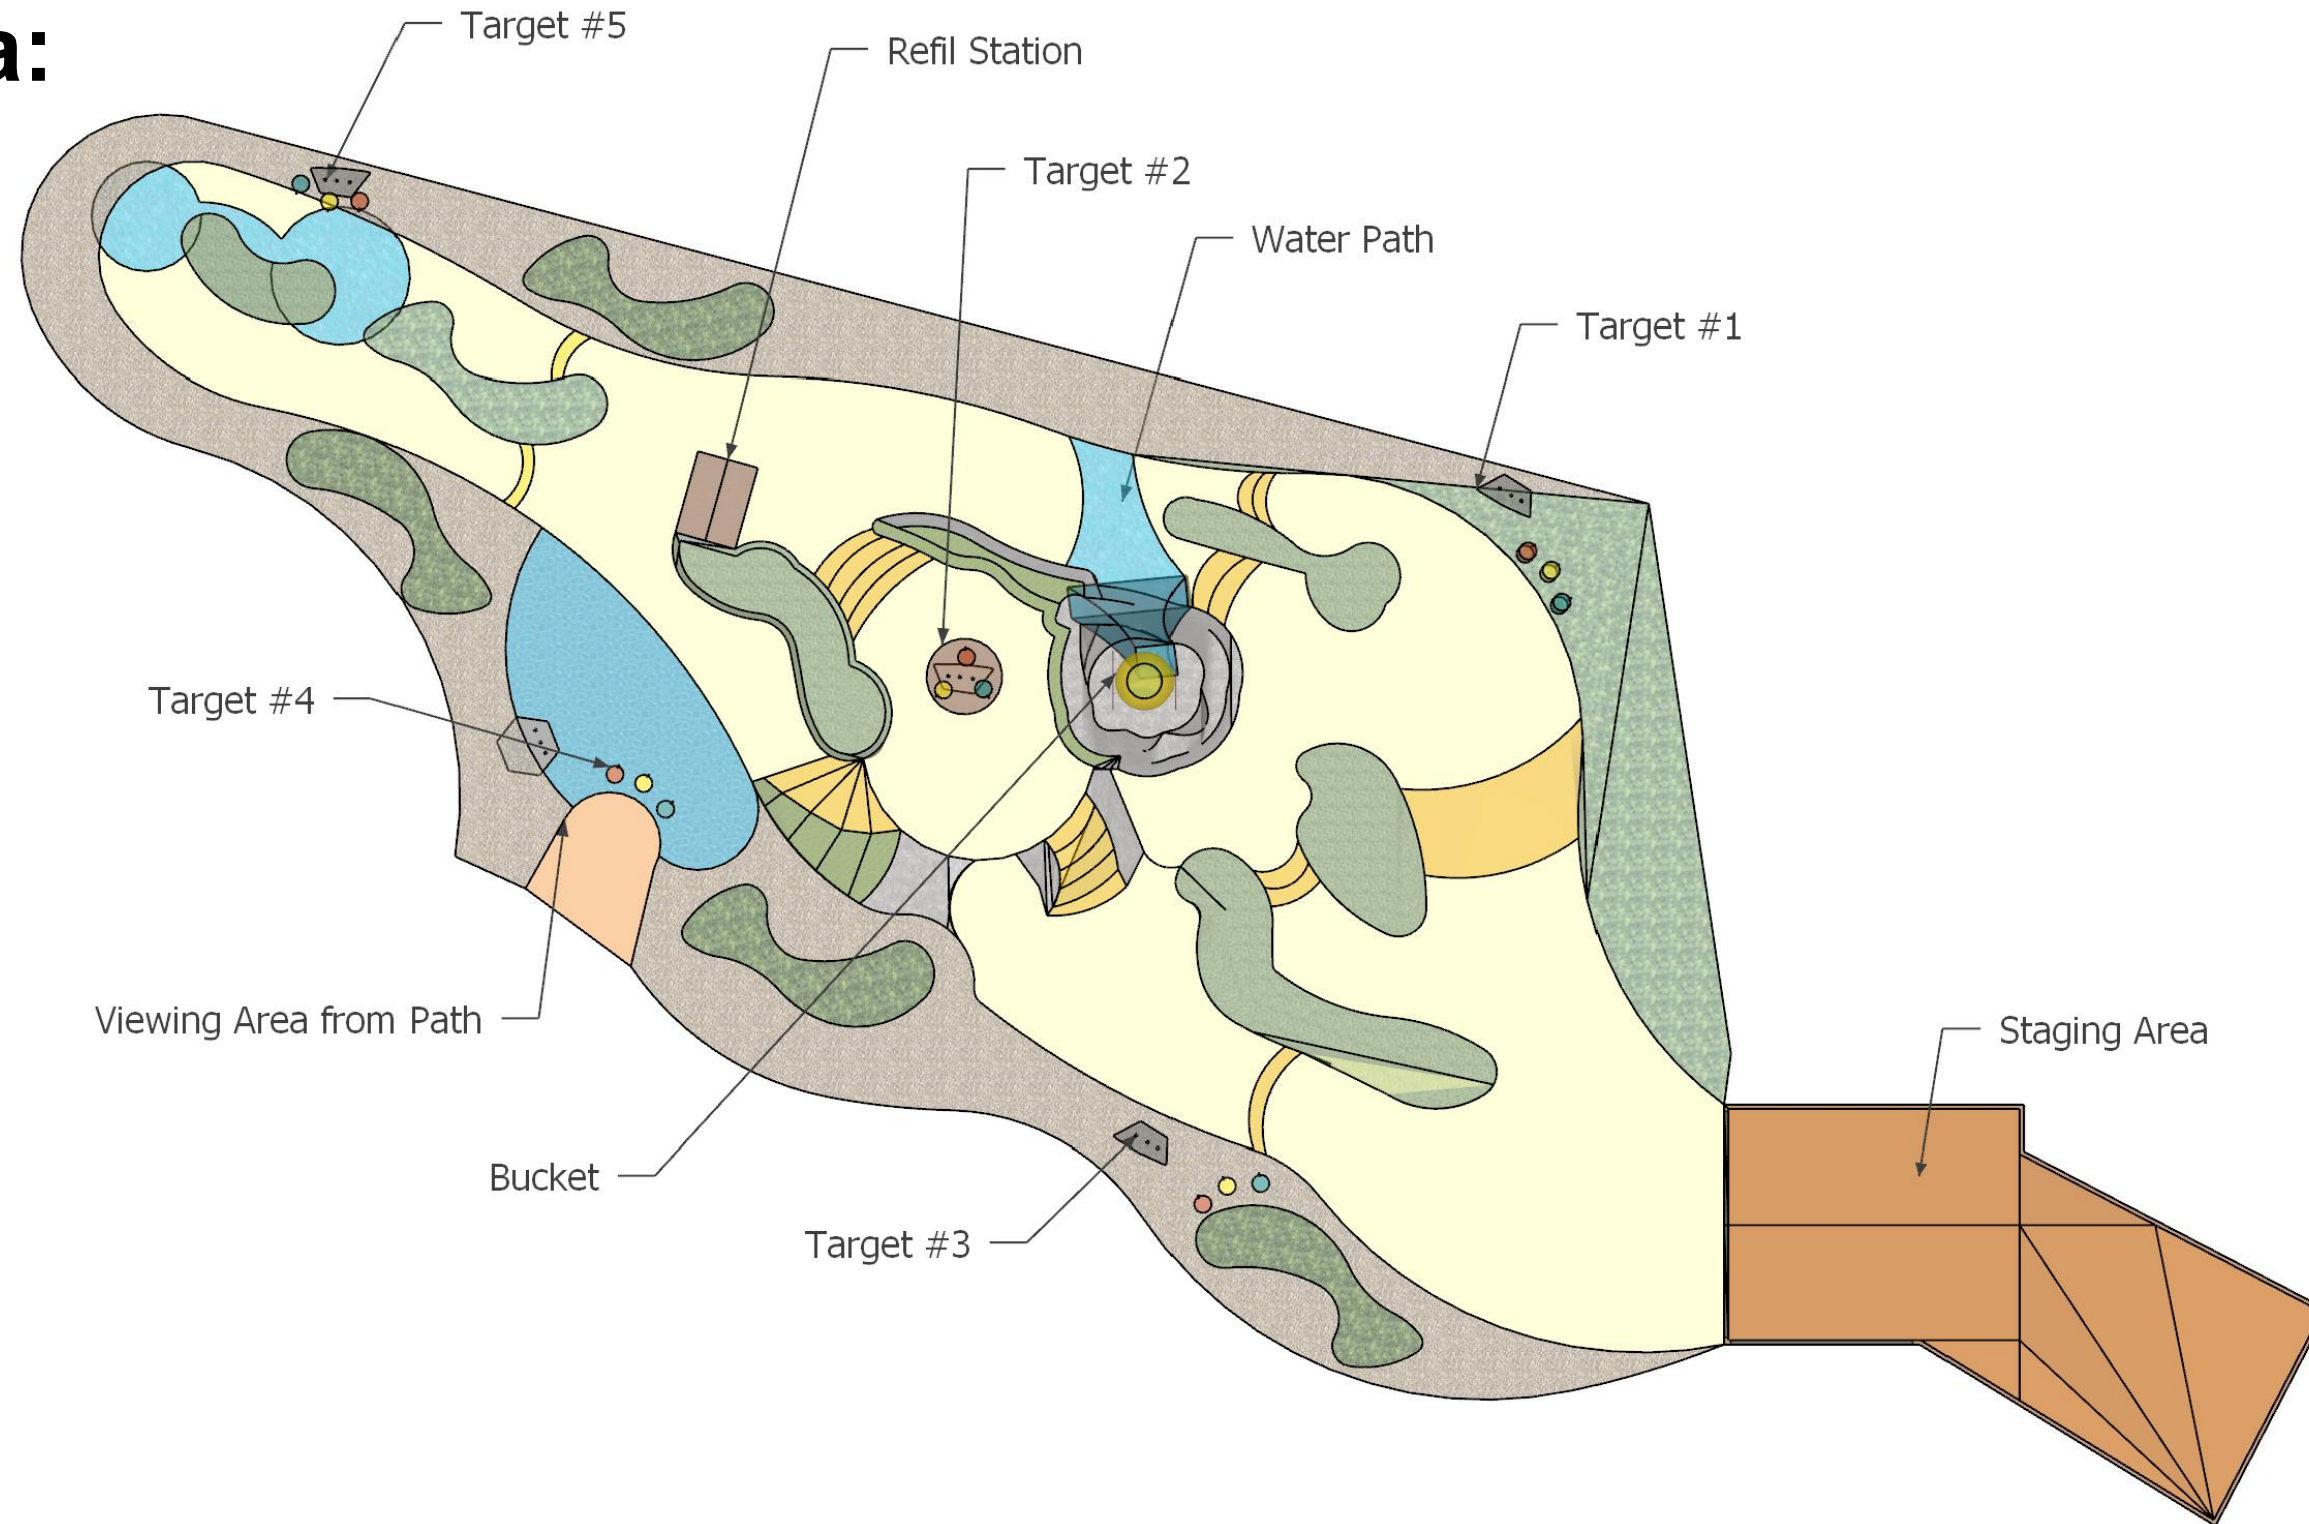 a:
Target #5
Refil Station
Target #2
Water Path
Target #1
Target #4
Viewing Area from Path
Staging Area
Bucket
Target #3